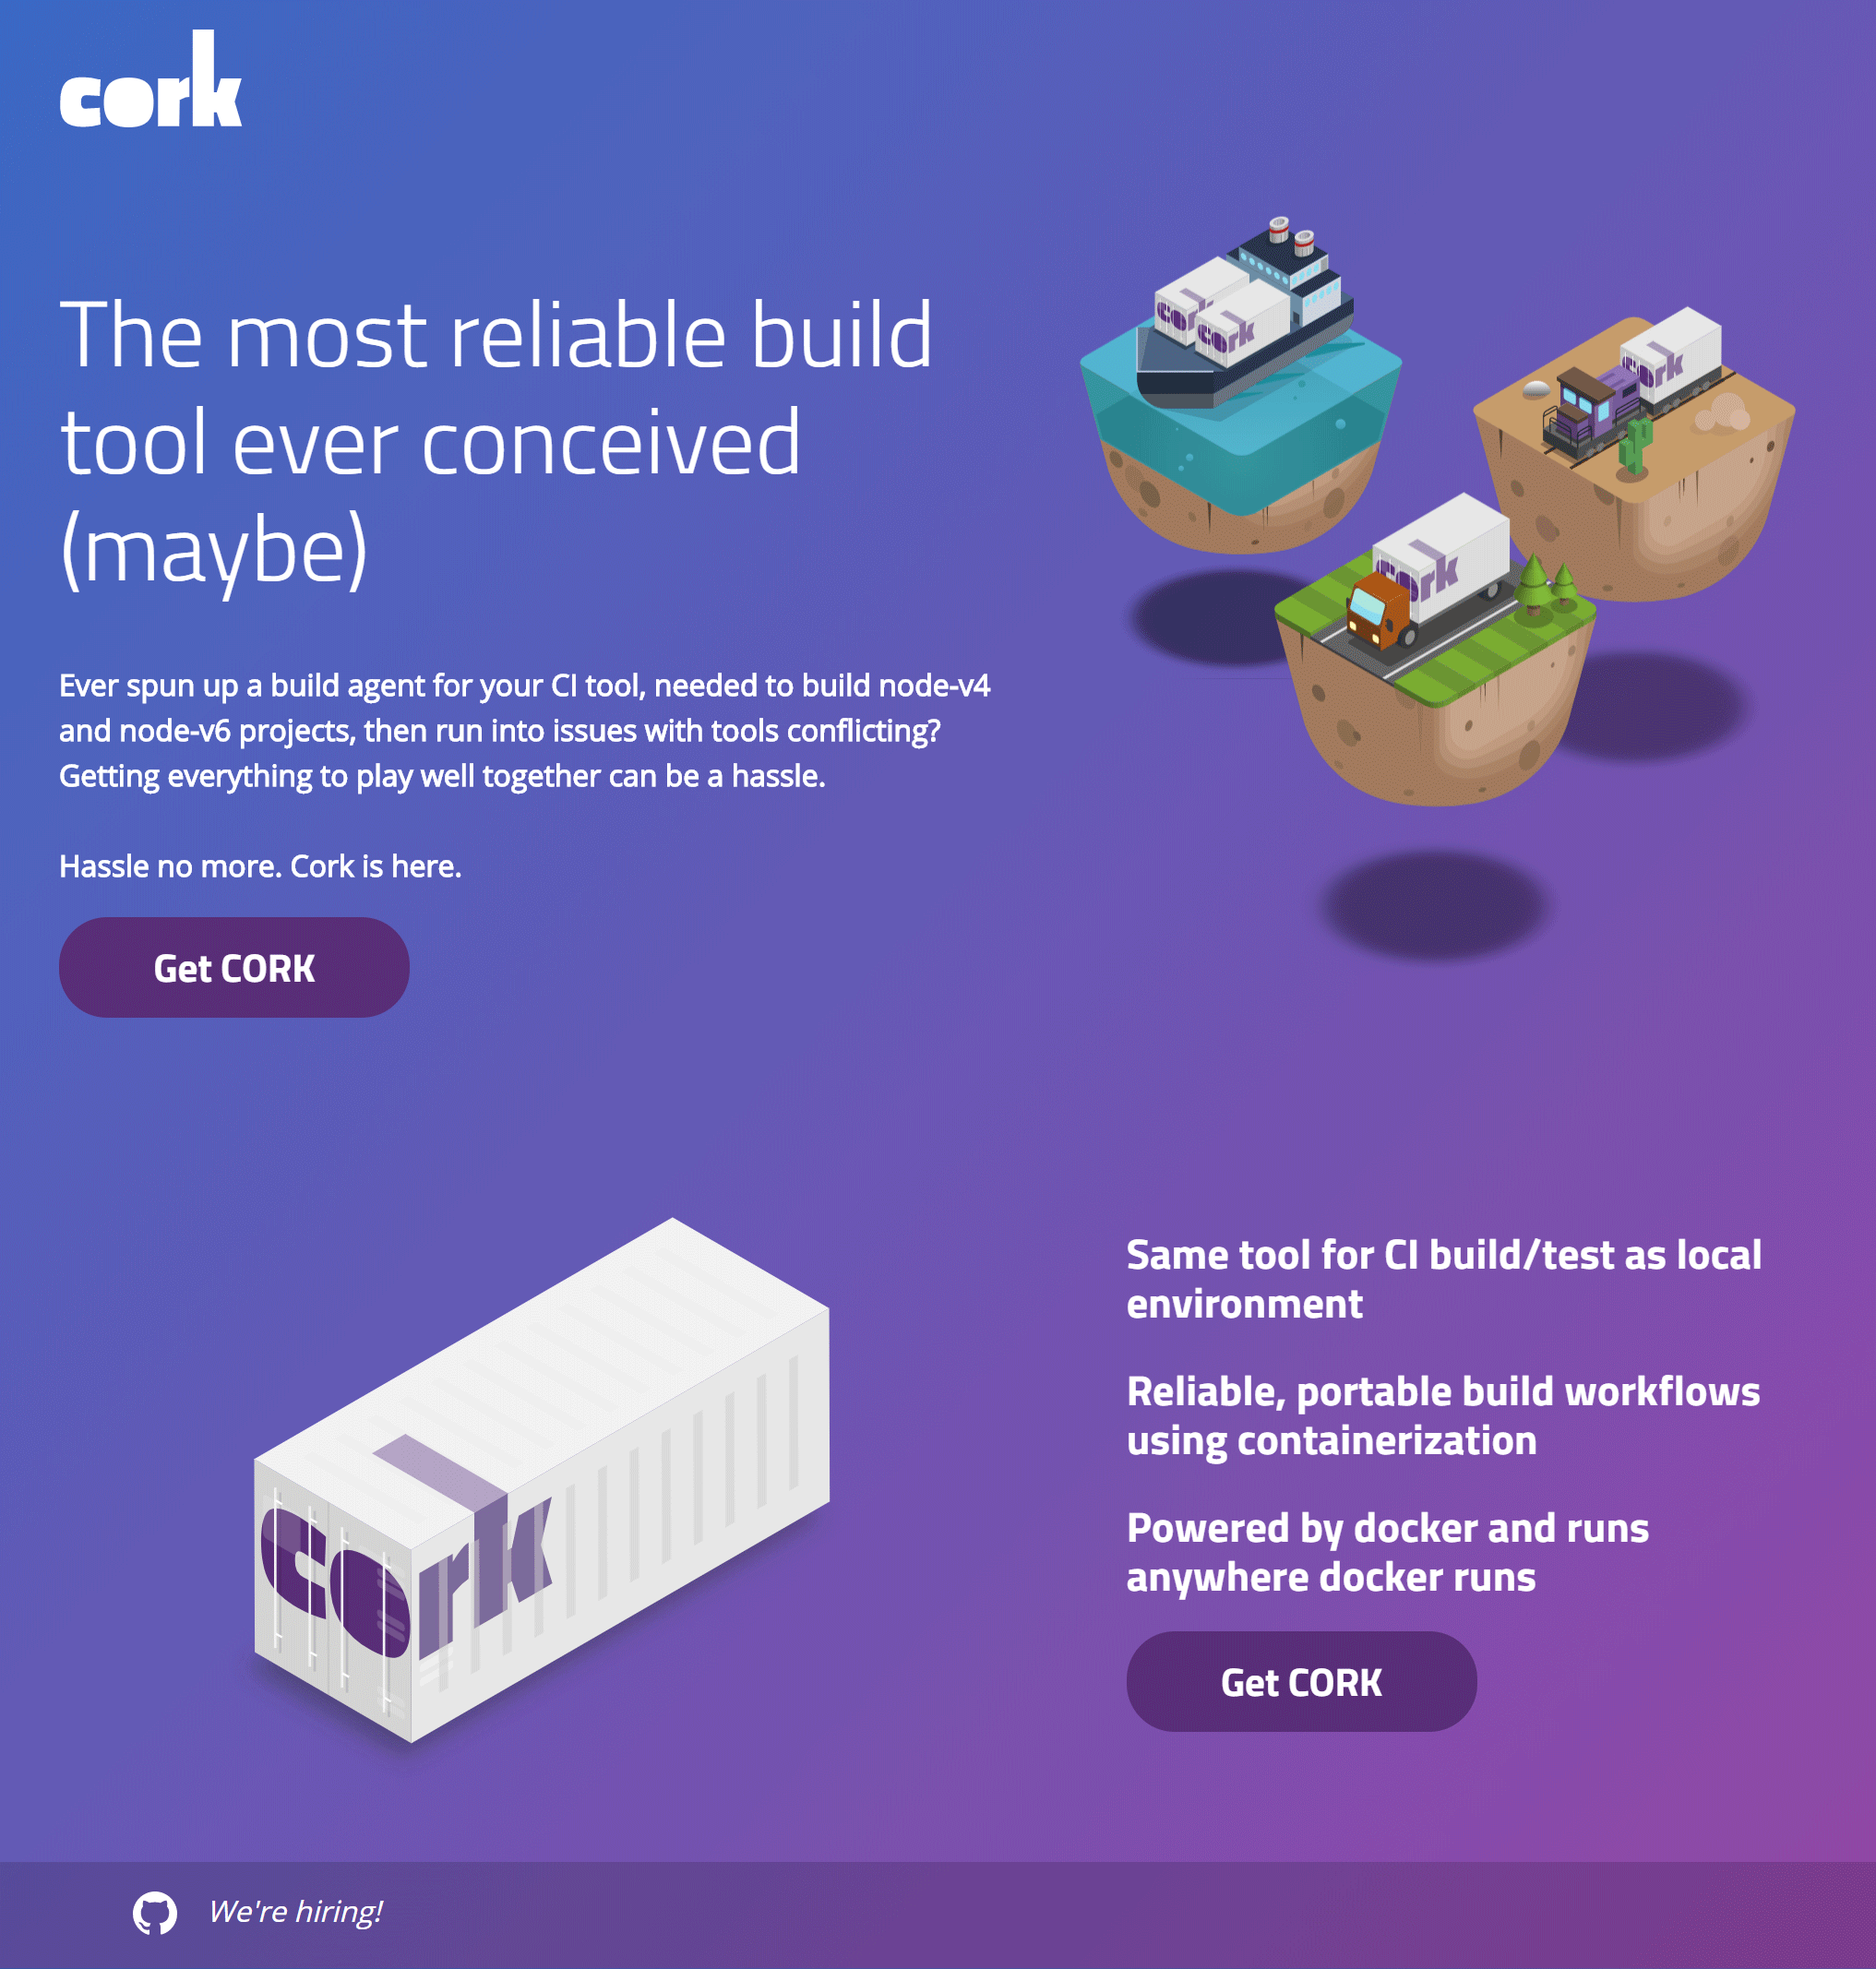 cork
The most reliable build
tool ever conceived
(maybe)
Ever spun up a build agent for your CI tool, needed to build node-v4
and node-v6 projects, then run into issues with tools conflicting?
Getting everything to play well together can be a hassle.
Hassle no more. Cork is here.
Get CORK
cork
cork
cork
cork
cork
Same tool for CI build/test as local
environment
Reliable, portable build workflows
using containerization
Powered by docker and runs
anywhere docker runs
Get CORK
We're hiring!